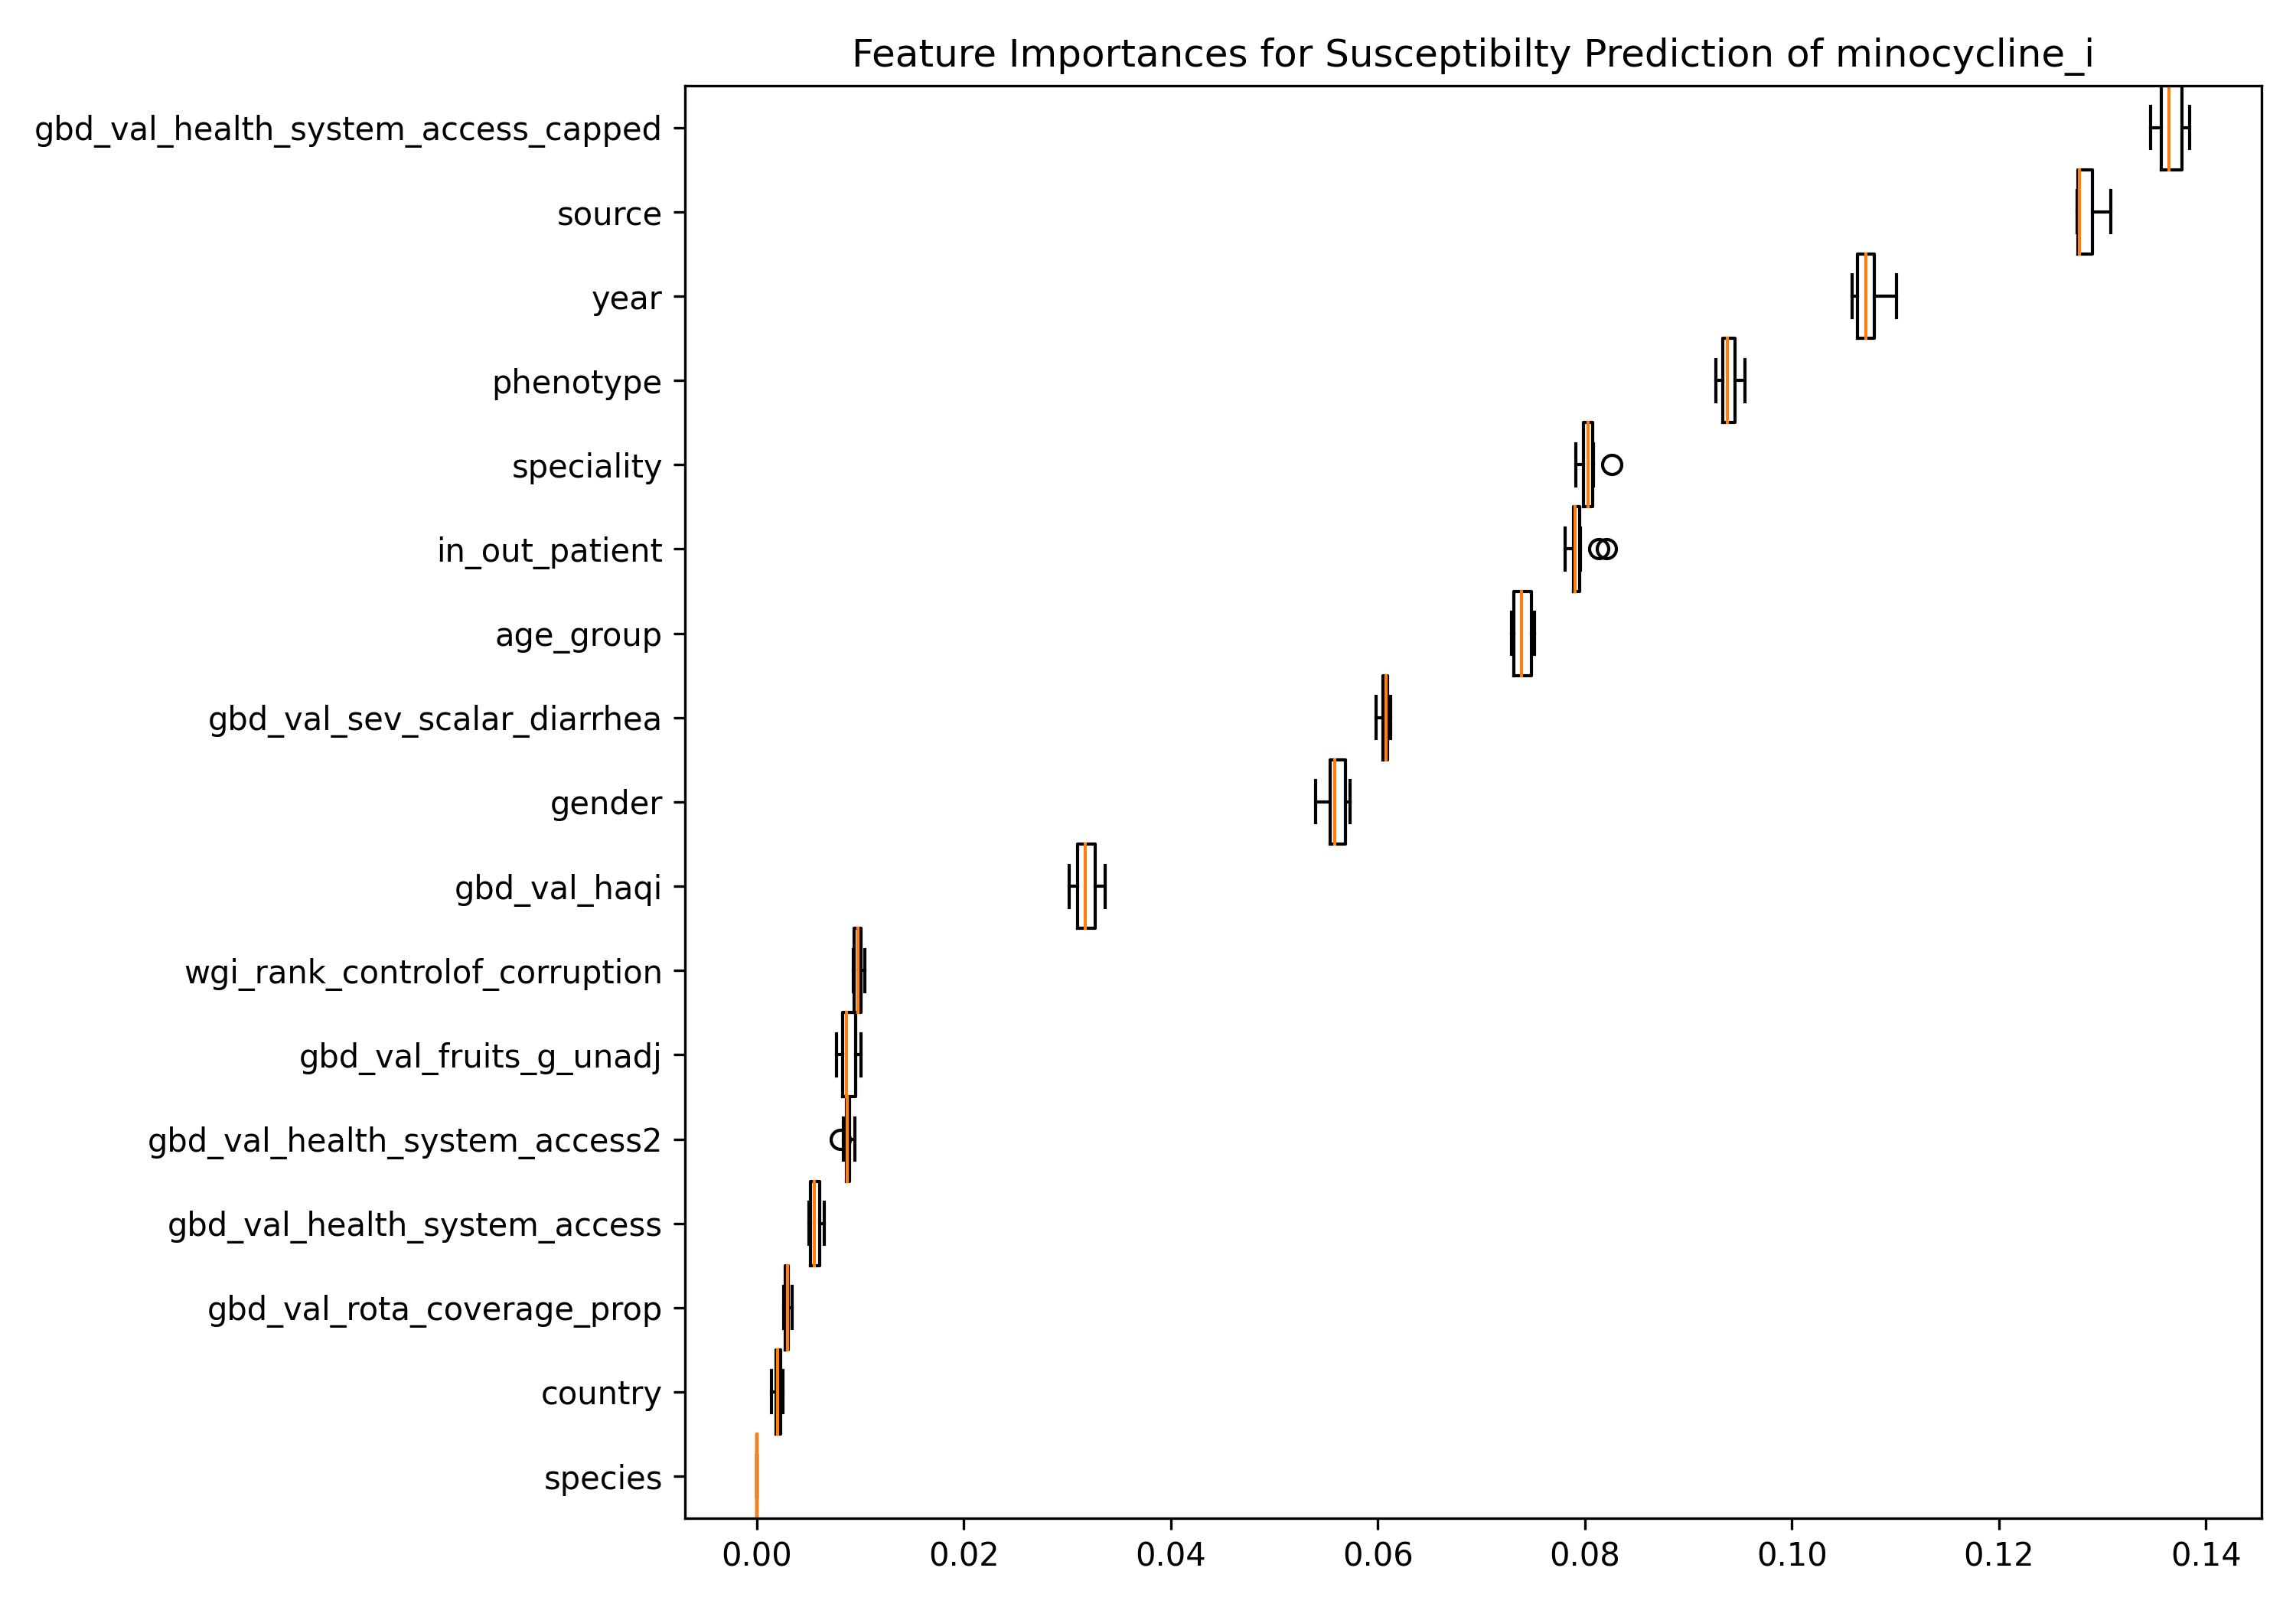 Feature Importances for Susceptibilty Prediction of minocycline_i
gbd_val_health_system_access_capped
source
year
phenotype
speciality
in_out_patient
age_group
gbd_val_sev_scalar_diarrhea
gender
gbd_val_haqi
wgi_rank_controlof_corruption
gbd_val_fruits_g_unadj
gbd_val_health_system_access2
gbd_val_health_system_access
gbd_val_rota_coverage_prop
country
species
0.00 0.02 0.04 0.06 0.08 0.10 0.12 0.14